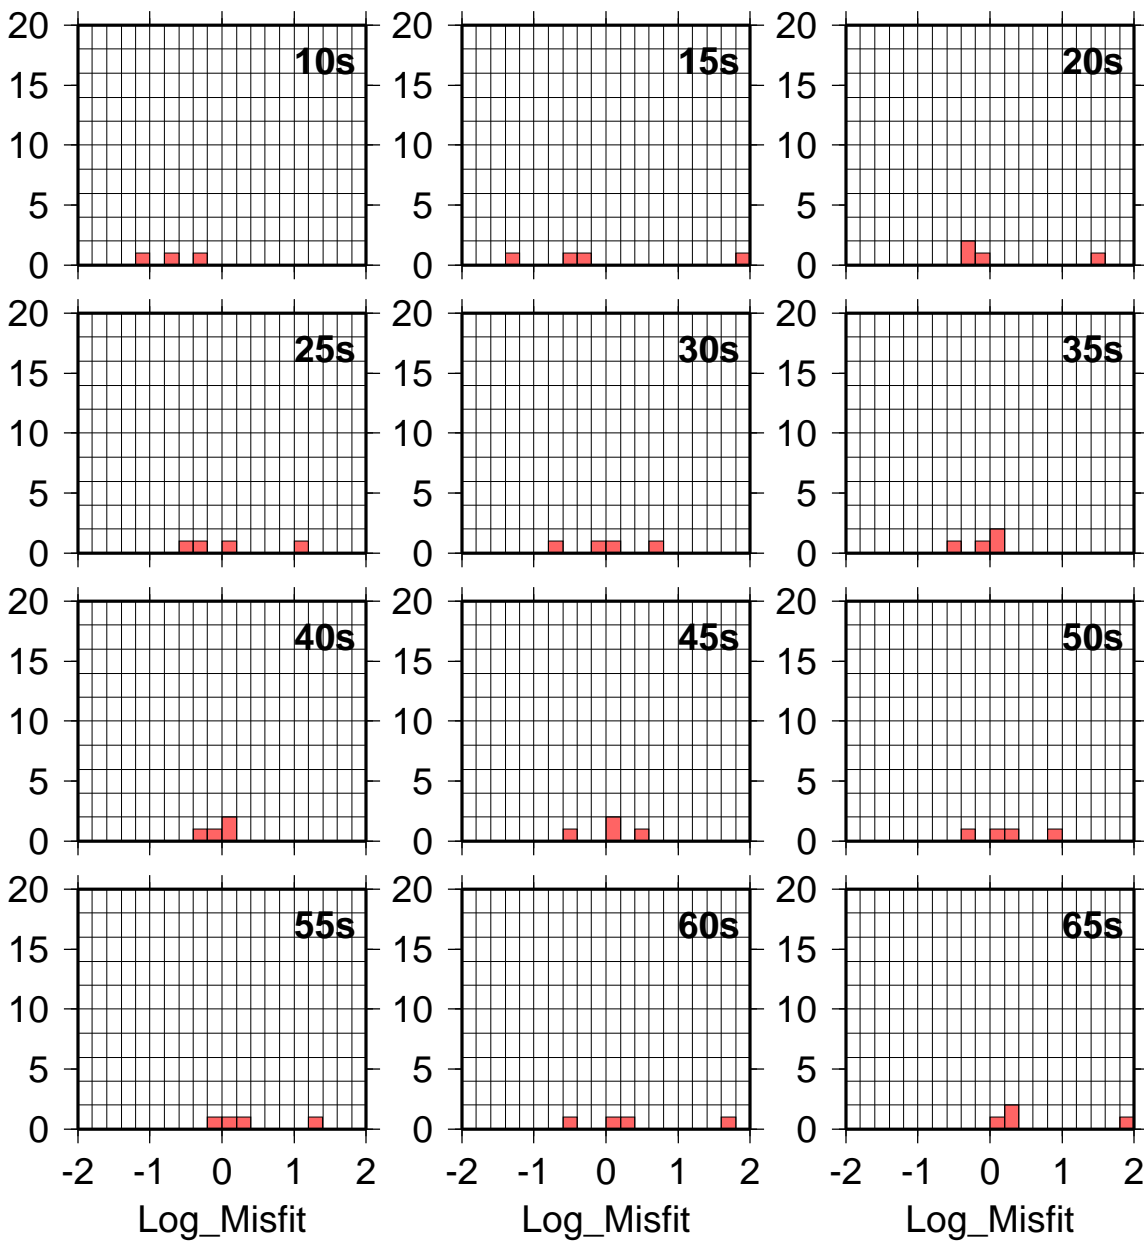 20 15 10 5 0 10s
20 15 10 5 0 15s
20 15 10 5 0 20s
20 15 10 5 0 25s
20 15 10 5 0 30s
20 15 10 5 0 35s
20 15 10 5 0 40s
20 15 10 5 0 45s
20 15 10 5 0 50s
20 15 10 5 0 55s
-2 -1 0 1 2
Log_Misfit
20 15 10 5 0 60s
-2 -1 0 1 2
Log_Misfit
20 15 10 5 0 65s
-2 -1 0 1 2
Log_Misfit